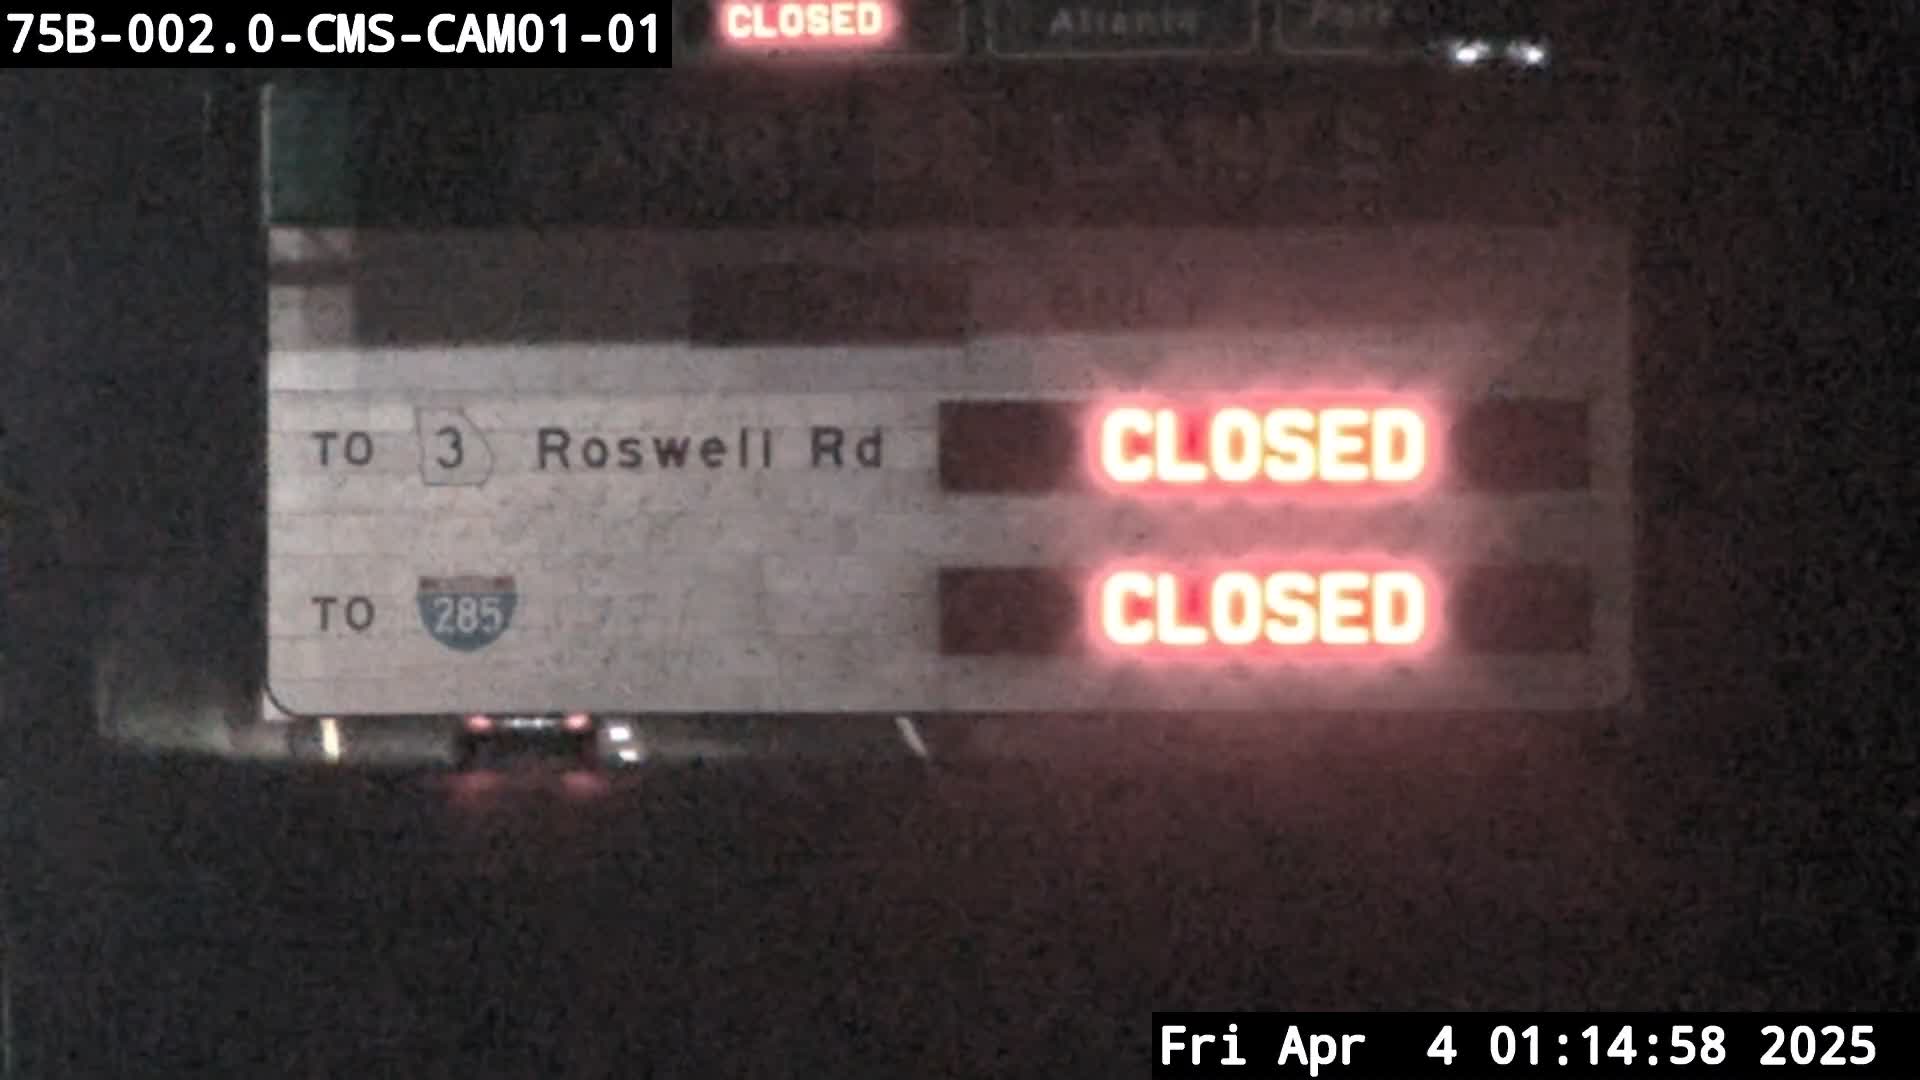 75B-002.0-CMS-CAM01-01
CLOSED
Atlanta
TO 3 Roswell Rd CLOSED
TO 285 CLOSED
Fri Apr 4 01:14:58 2025